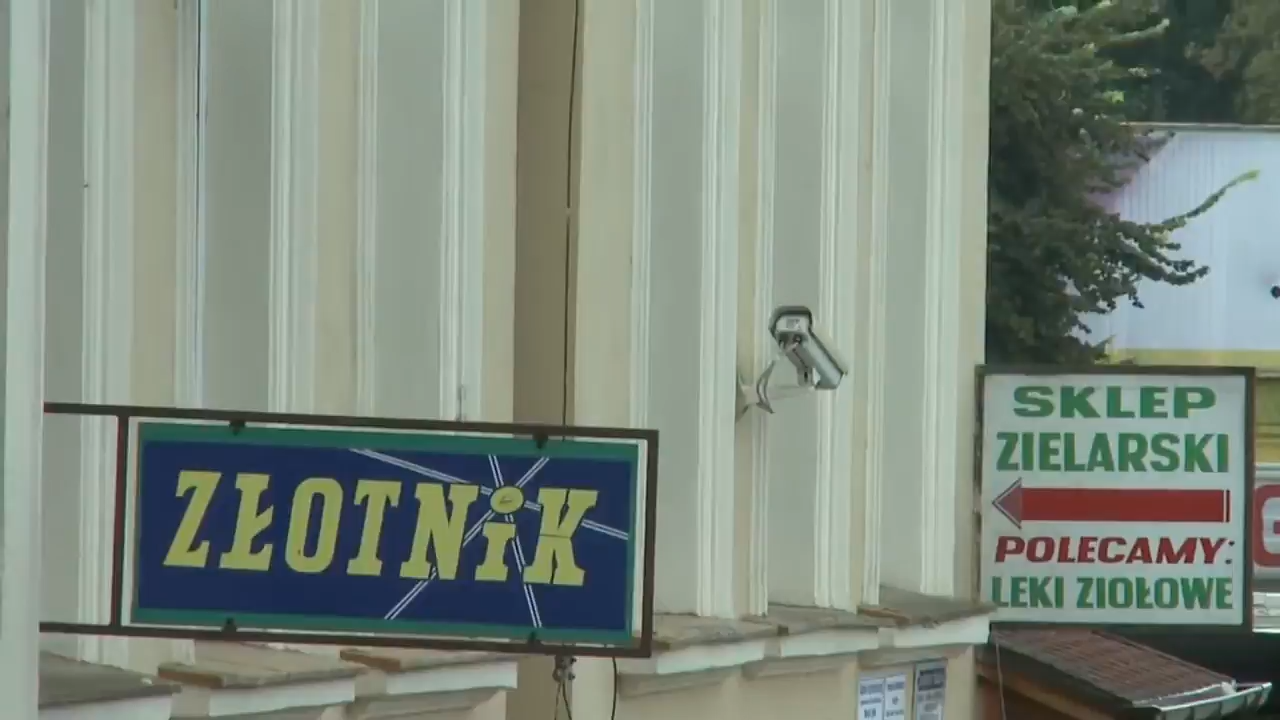 ZŁOTNiK
SKLEP
ZIELARSKI
POLECAMY:
LEKI ZIOŁOWE
G